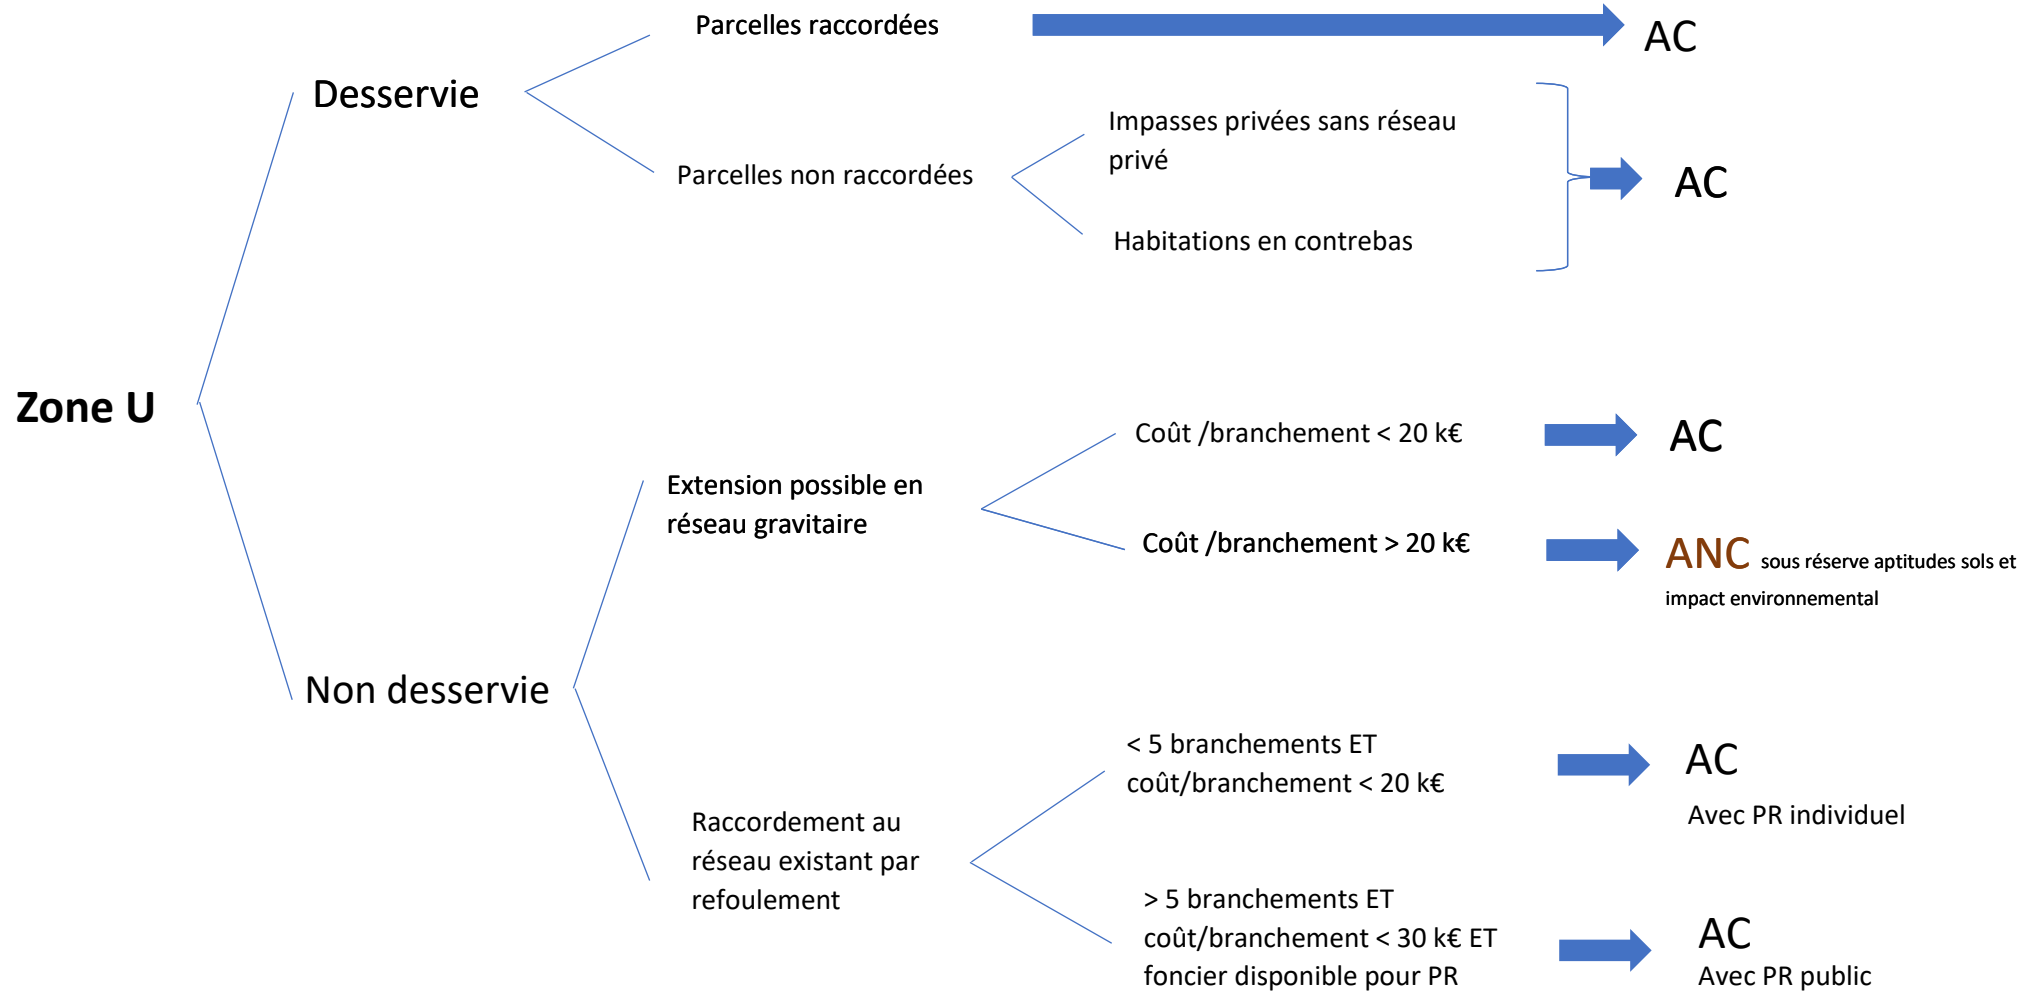 Parcelles raccordées
AC
Desservie
Impasses privées sans réseau
privé
Parcelles non raccordées
AC
Habitations en contrebas
Zone U
Coût /branchement < 20 k€
AC
Extension possible en
réseau gravitaire
Coût /branchement > 20 k€
ANC sous réserve aptitudes sols et
impact environnemental
Non desservie
< 5 branchements ET
coût/branchement < 20 k€
AC
Avec PR individuel
Raccordement au
réseau existant par
refoulement
> 5 branchements ET
coût/branchement < 30 k€ ET
foncier disponible pour PR
AC
Avec PR public